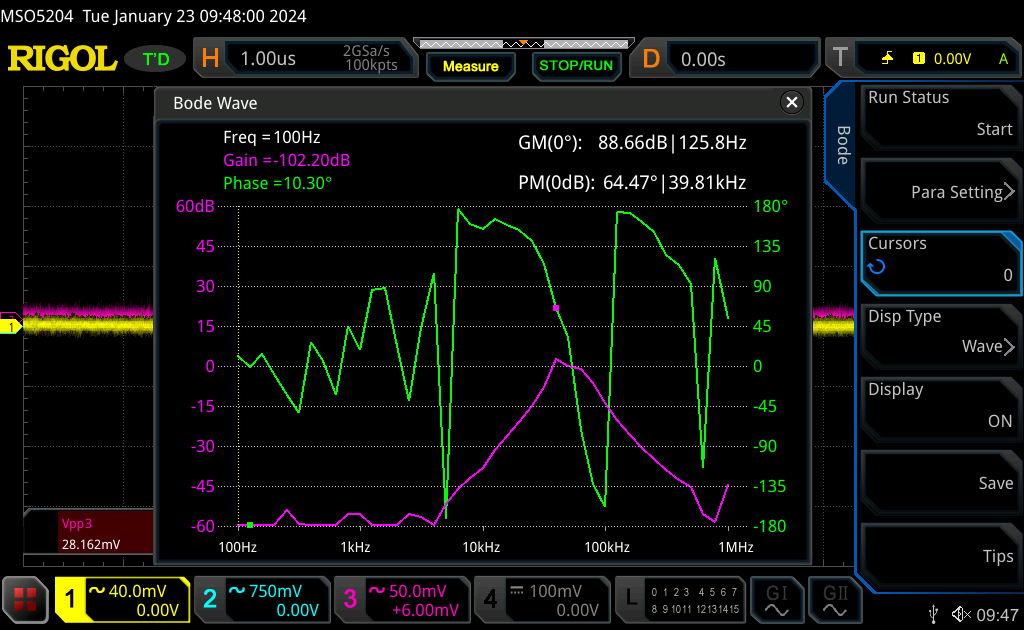 MSO5204 Tue January 23 09:48:00 2024
RIGOL T'D H 1.00us 2GSa/s 100kpts Measure STOP/RUN D 0.00s T 1 0.00V A
Bode Wave
Freq =100Hz
Gain =-102.20dB
Phase =10.30°
GM(0°): 88.66dB|125.8Hz
PM(0dB): 64.47°|39.81kHz
60dB 180°
45 135
30 90
15 45
0 0
-15 -45
-30 -90
-45 -135
-60 -180
100Hz 1kHz 10kHz 100kHz 1MHz
1
Vpp3
28.162mV
Bode
Run Status
Start
Para Setting
Cursors
0
Disp Type
Wave
Display
ON
Save
Tips
1 40.0mV 0.00V
2 750mV 0.00V
3 50.0mV +6.00mV
4 100mV 0.00V
L 0 1 2 3 4 5 6 7
8 9 10 11 12 13 14 15
GI GII
09:47